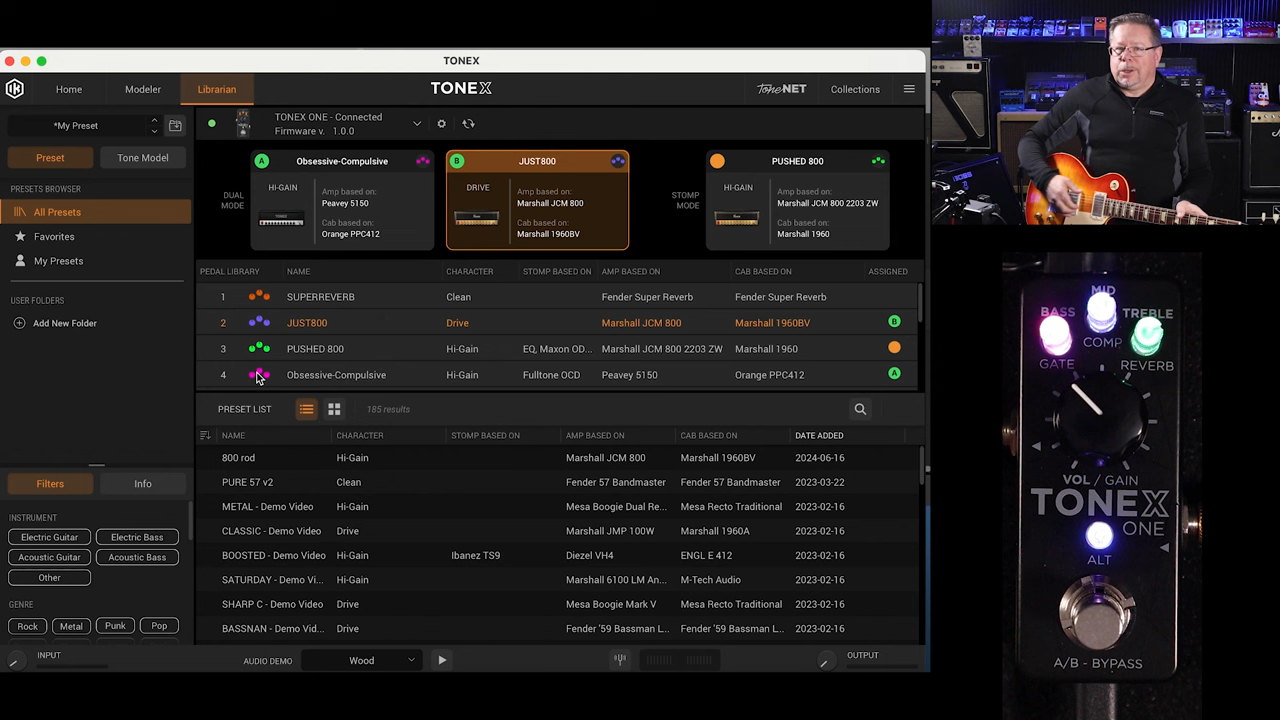 TONEX
Home
Modeler
Librarian
TONEX
ToneNET
Collections
*My Preset
TONEX ONE - Connected
Firmware v. 1.0.0
Preset
Tone Model
PRESETS BROWSER
All Presets
Favorites
My Presets
USER FOLDERS
Add New Folder
DUAL
MODE
A
Obsessive-Compulsive
HI-GAIN
Amp based on:
Peavey 5150
Cab based on:
Orange PPC412
B
JUST800
DRIVE
Amp based on:
Marshall JCM 800
Cab based on:
Marshall 1960BV
STOMP
MODE
PUSHED 800
HI-GAIN
Amp based on:
Marshall JCM 800 2203 ZW
Cab based on:
Marshall 1960
PEDAL LIBRARY NAME CHARACTER STOMP BASED ON AMP BASED ON CAB BASED ON ASSIGNED
1 SUPERREVERB Clean Fender Super Reverb Fender Super Reverb
2 JUST800 Drive Marshall JCM 800 Marshall 1960BV B
3 PUSHED 800 Hi-Gain EQ, Maxon OD... Marshall JCM 800 2203 ZW Marshall 1960
4 Obsessive-Compulsive Hi-Gain Fulltone OCD Peavey 5150 Orange PPC412 A
PRESET LIST 185 results
NAME CHARACTER STOMP BASED ON AMP BASED ON CAB BASED ON DATE ADDED
800 rod Hi-Gain Marshall JCM 800 Marshall 1960BV 2024-06-16
PURE 57 v2 Clean Fender 57 Bandmaster Fender 57 Bandmaster 2023-03-22
METAL - Demo Video Hi-Gain Mesa Boogie Dual Re... Mesa Recto Traditional 2023-02-16
CLASSIC - Demo Video Drive Marshall JMP 100W Marshall 1960A 2023-02-16
BOOSTED - Demo Video Hi-Gain Ibanez TS9 Diezel VH4 ENGL E 412 2023-02-16
SATURDAY - Demo Vi... Hi-Gain Marshall 6100 LM An... M-Tech Audio 2023-02-16
SHARP C - Demo Video Drive Mesa Boogie Mark V Mesa Recto Traditional 2023-02-16
BASSNAN - Demo Vid... Drive Fender '59 Bassman L... Fender '59 Bassman L... 2023-02-16
Filters
Info
INSTRUMENT
Electric Guitar
Electric Bass
Acoustic Guitar
Acoustic Bass
Other
GENRE
Rock
Metal
Punk
Pop
INPUT
AUDIO DEMO
Wood
OUTPUT
MID
BASS
TREBLE
COMP
GATE
REVERB
VOL / GAIN
TONEX
ONE
ALT
A/B - BYPASS